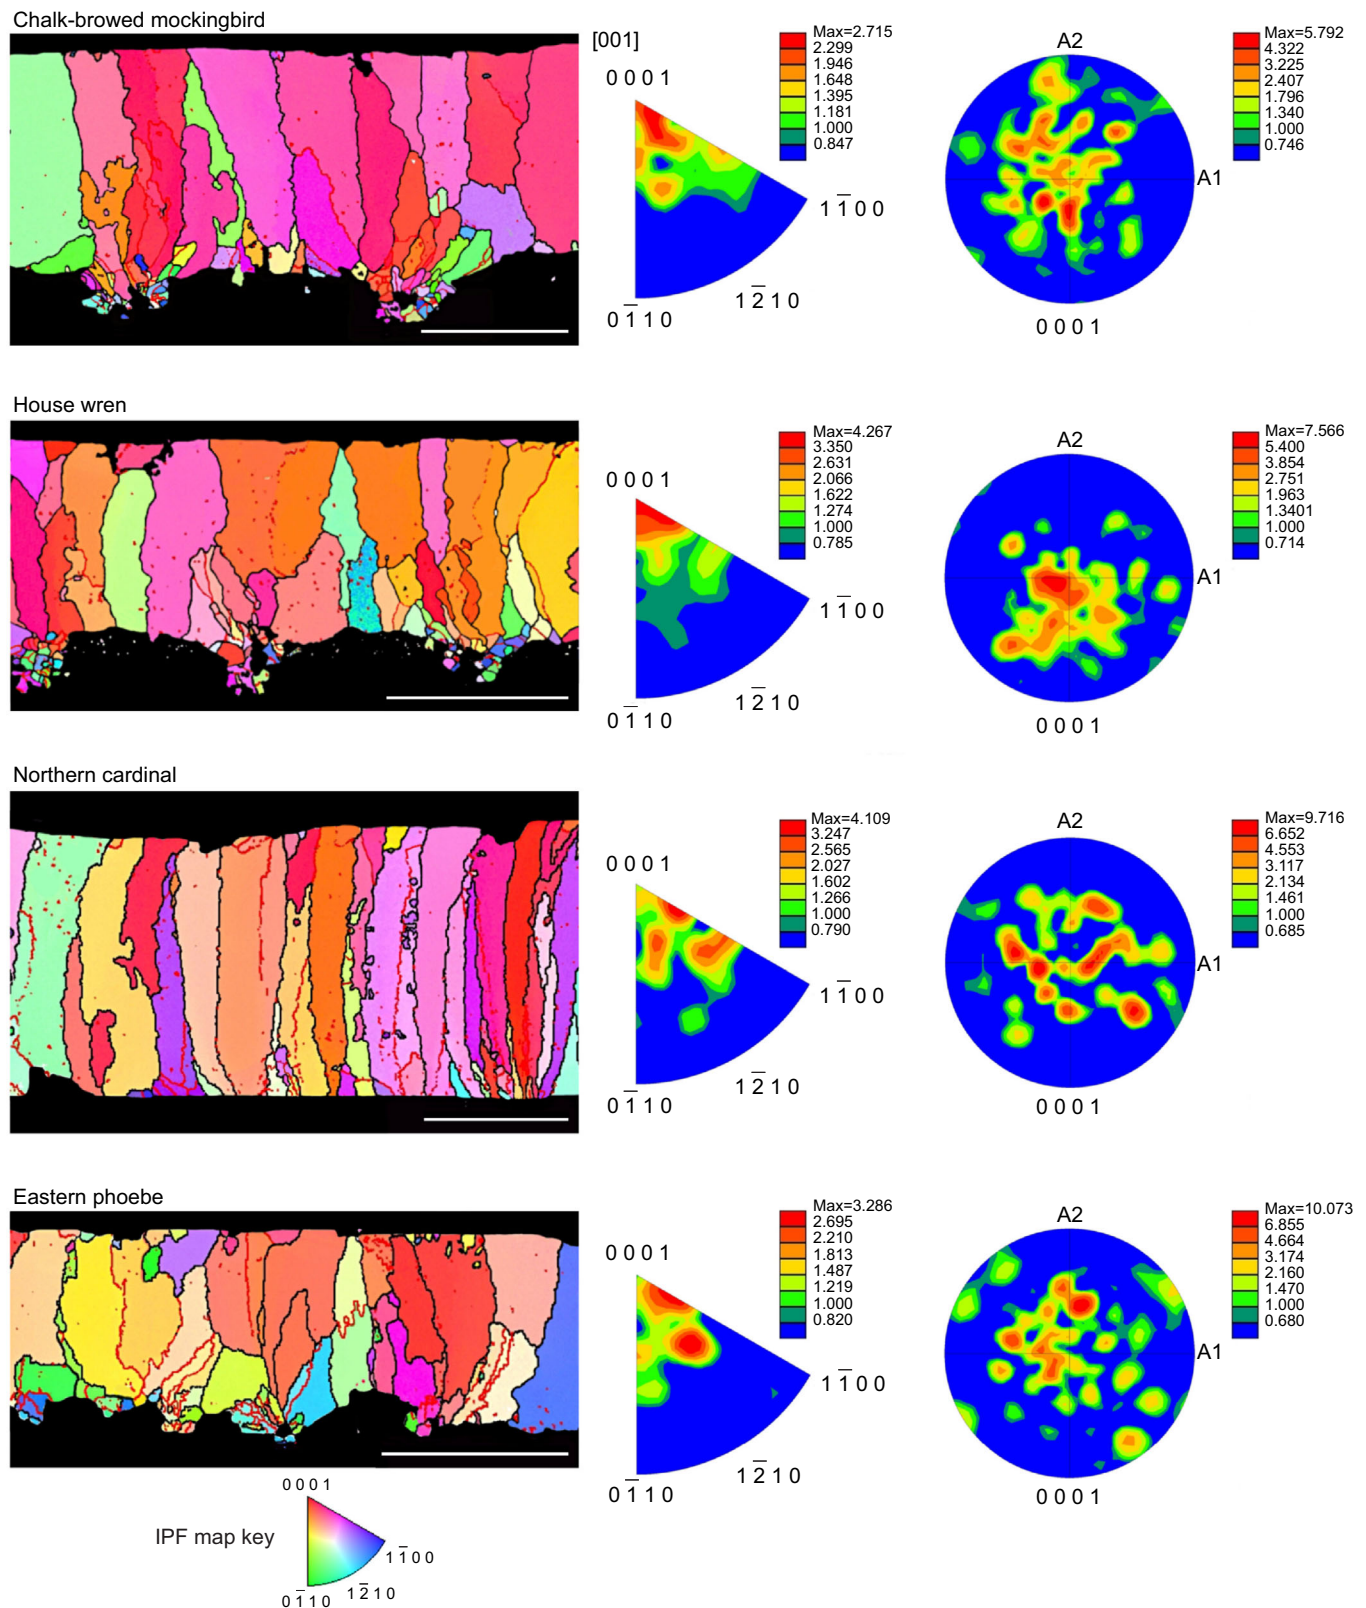 Chalk-browed mockingbird
[001]
0 0 0 1
1 1̅ 0 0
1 2̅ 1 0
0 1̅ 1 0
Max=2.715
2.299
1.946
1.648
1.395
1.181
1.000
0.847
A2
A1
0 0 0 1
Max=5.792
4.322
3.225
2.407
1.796
1.340
1.000
0.746
House wren
0 0 0 1
1 1̅ 0 0
1 2̅ 1 0
0 1̅ 1 0
Max=4.267
3.350
2.631
2.066
1.622
1.274
1.000
0.785
A2
A1
0 0 0 1
Max=7.566
5.400
3.854
2.751
1.963
1.3401
1.000
0.714
Northern cardinal
0 0 0 1
1 1̅ 0 0
1 2̅ 1 0
0 1̅ 1 0
Max=4.109
3.247
2.565
2.027
1.602
1.266
1.000
0.790
A2
A1
0 0 0 1
Max=9.716
6.652
4.553
3.117
2.134
1.461
1.000
0.685
Eastern phoebe
0 0 0 1
1 1̅ 0 0
1 2̅ 1 0
0 1̅ 1 0
Max=3.286
2.695
2.210
1.813
1.487
1.219
1.000
0.820
A2
A1
0 0 0 1
Max=10.073
6.855
4.664
3.174
2.160
1.470
1.000
0.680
IPF map key
0 0 0 1
1 1̅ 0 0
1 2̅ 1 0
0 1̅ 1 0